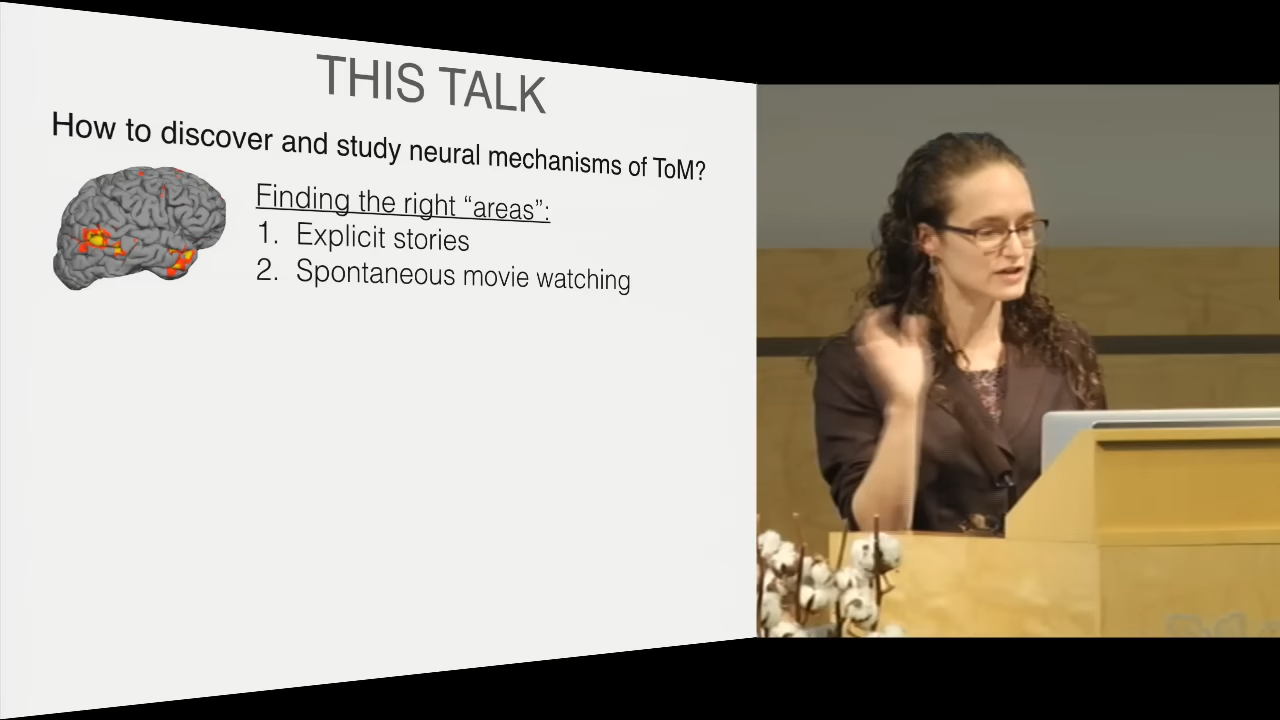 THIS TALK
How to discover and study neural mechanisms of ToM?
Finding the right “areas”:
1. Explicit stories
2. Spontaneous movie watching